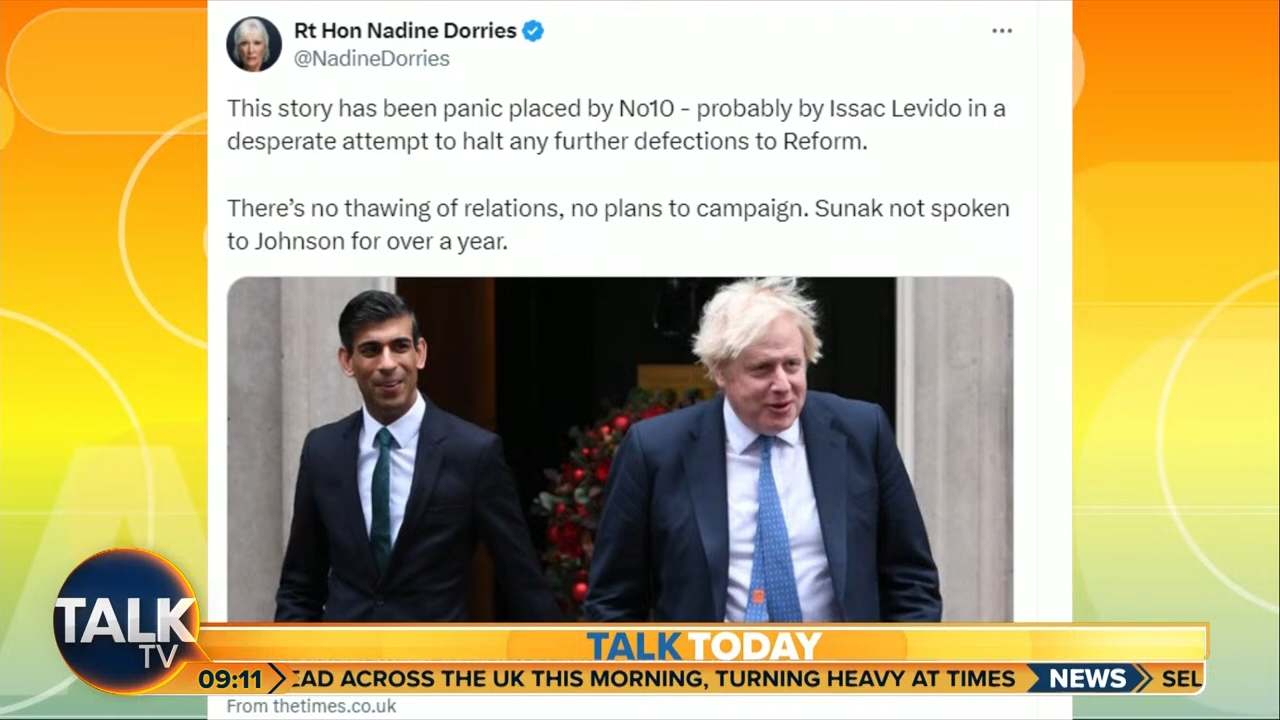 Rt Hon Nadine Dorries
@NadineDorries
This story has been panic placed by No10 - probably by Issac Levido in a
desperate attempt to halt any further defections to Reform.
There's no thawing of relations, no plans to campaign. Sunak not spoken
to Johnson for over a year.
TALK TODAY
TALK
TV
09:11 EAD ACROSS THE UK THIS MORNING, TURNING HEAVY AT TIMES NEWS SEL
From thetimes.co.uk